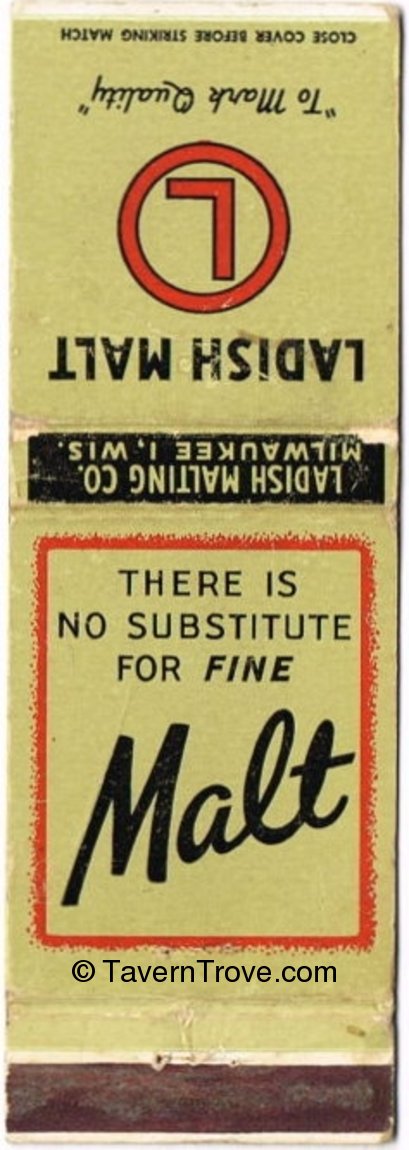 CLOSE COVER BEFORE STRIKING MATCH
"To Mark Quality"
L
LADISH MALT
LADISH MALTING CO.
MILWAUKEE 1, WIS.
THERE IS
NO SUBSTITUTE
FOR FINE
Malt
© TavernTrove.com